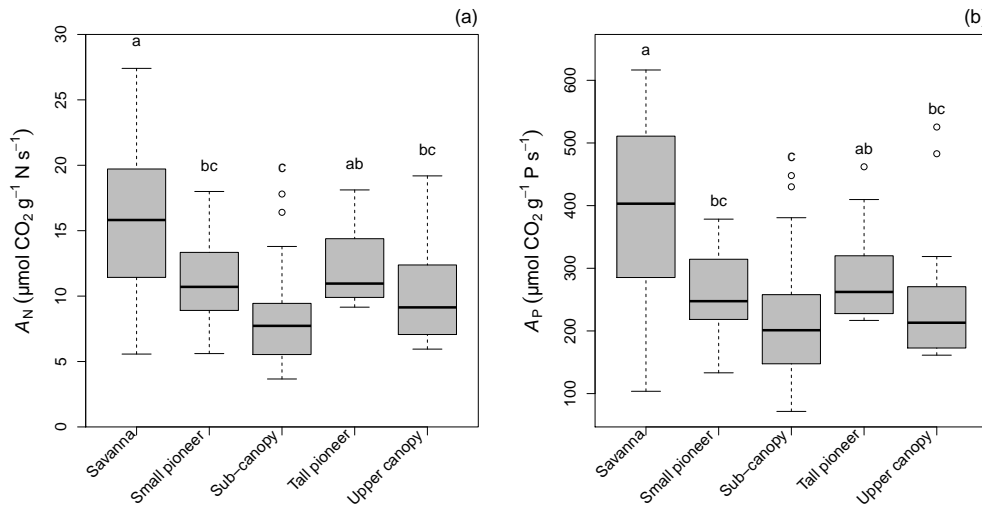 (a)
30
25
20
15
10
5
0
A_N (µmol CO₂ g⁻¹ N s⁻¹)
a
bc
c
ab
bc
Savanna
Small pioneer
Sub−canopy
Tall pioneer
Upper canopy
(b)
600
500
400
300
200
100
A_P (µmol CO₂ g⁻¹ P s⁻¹)
a
bc
c
ab
bc
Savanna
Small pioneer
Sub−canopy
Tall pioneer
Upper canopy